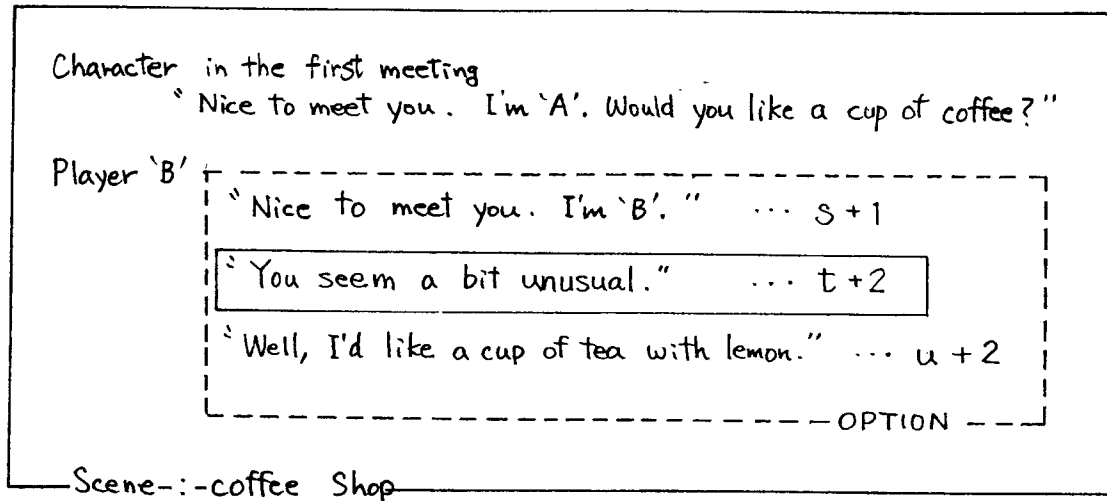 Character in the first meeting
"Nice to meet you. I'm 'A'. Would you like a cup of coffee?"
Player 'B'
"Nice to meet you. I'm 'B'." ... s+1
"You seem a bit unusual." ... t+2
"Well, I'd like a cup of tea with lemon." ... u+2
OPTION
Scene-:-coffee Shop